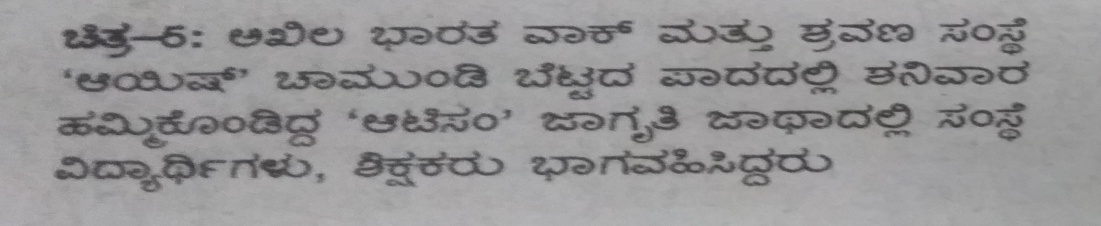 ಚಿತ್ರ–5: ಅಖಿಲ ಭಾರತ ವಾಕ್ ಮತ್ತು ಶ್ರವಣ ಸಂಸ್ಥೆ
‘ಆಯಿಷ್’ ಚಾಮುಂಡಿ ಬೆಟ್ಟದ ಪಾದದಲ್ಲಿ ಶನಿವಾರ
ಹಮ್ಮಿಕೊಂಡಿದ್ದ ‘ಆಟಿಸಂ’ ಜಾಗೃತಿ ಜಾಥಾದಲ್ಲಿ ಸಂಸ್ಥೆ
ವಿದ್ಯಾರ್ಥಿಗಳು, ಶಿಕ್ಷಕರು ಭಾಗವಹಿಸಿದ್ದರು